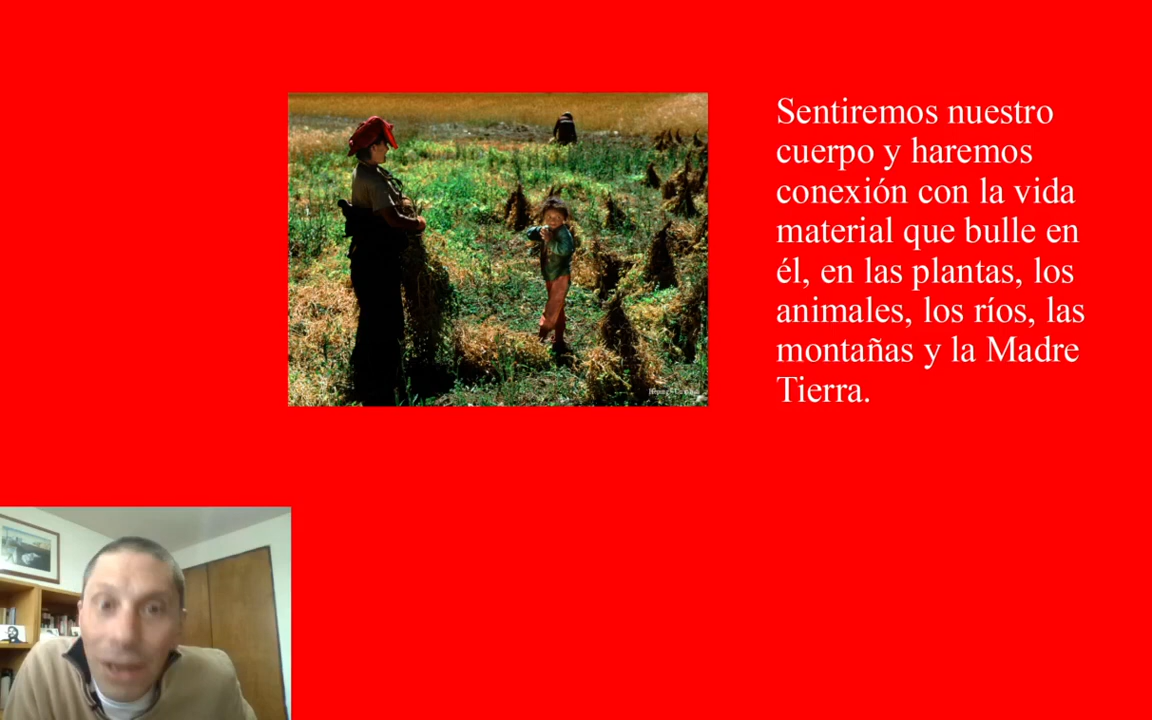 Sentiremos nuestro
cuerpo y haremos
conexión con la vida
material que bulle en
él, en las plantas, los
animales, los ríos, las
montañas y la Madre
Tierra.